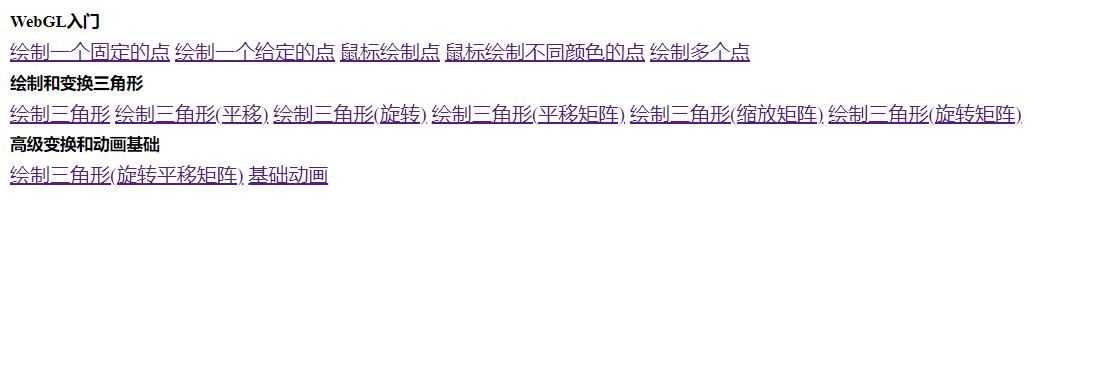 WebGL入门
绘制一个固定的点 绘制一个给定的点 鼠标绘制点 鼠标绘制不同颜色的点 绘制多个点
绘制和变换三角形
绘制三角形 绘制三角形(平移) 绘制三角形(旋转) 绘制三角形(平移矩阵) 绘制三角形(缩放矩阵) 绘制三角形(旋转矩阵)
高级变换和动画基础
绘制三角形(旋转平移矩阵) 基础动画